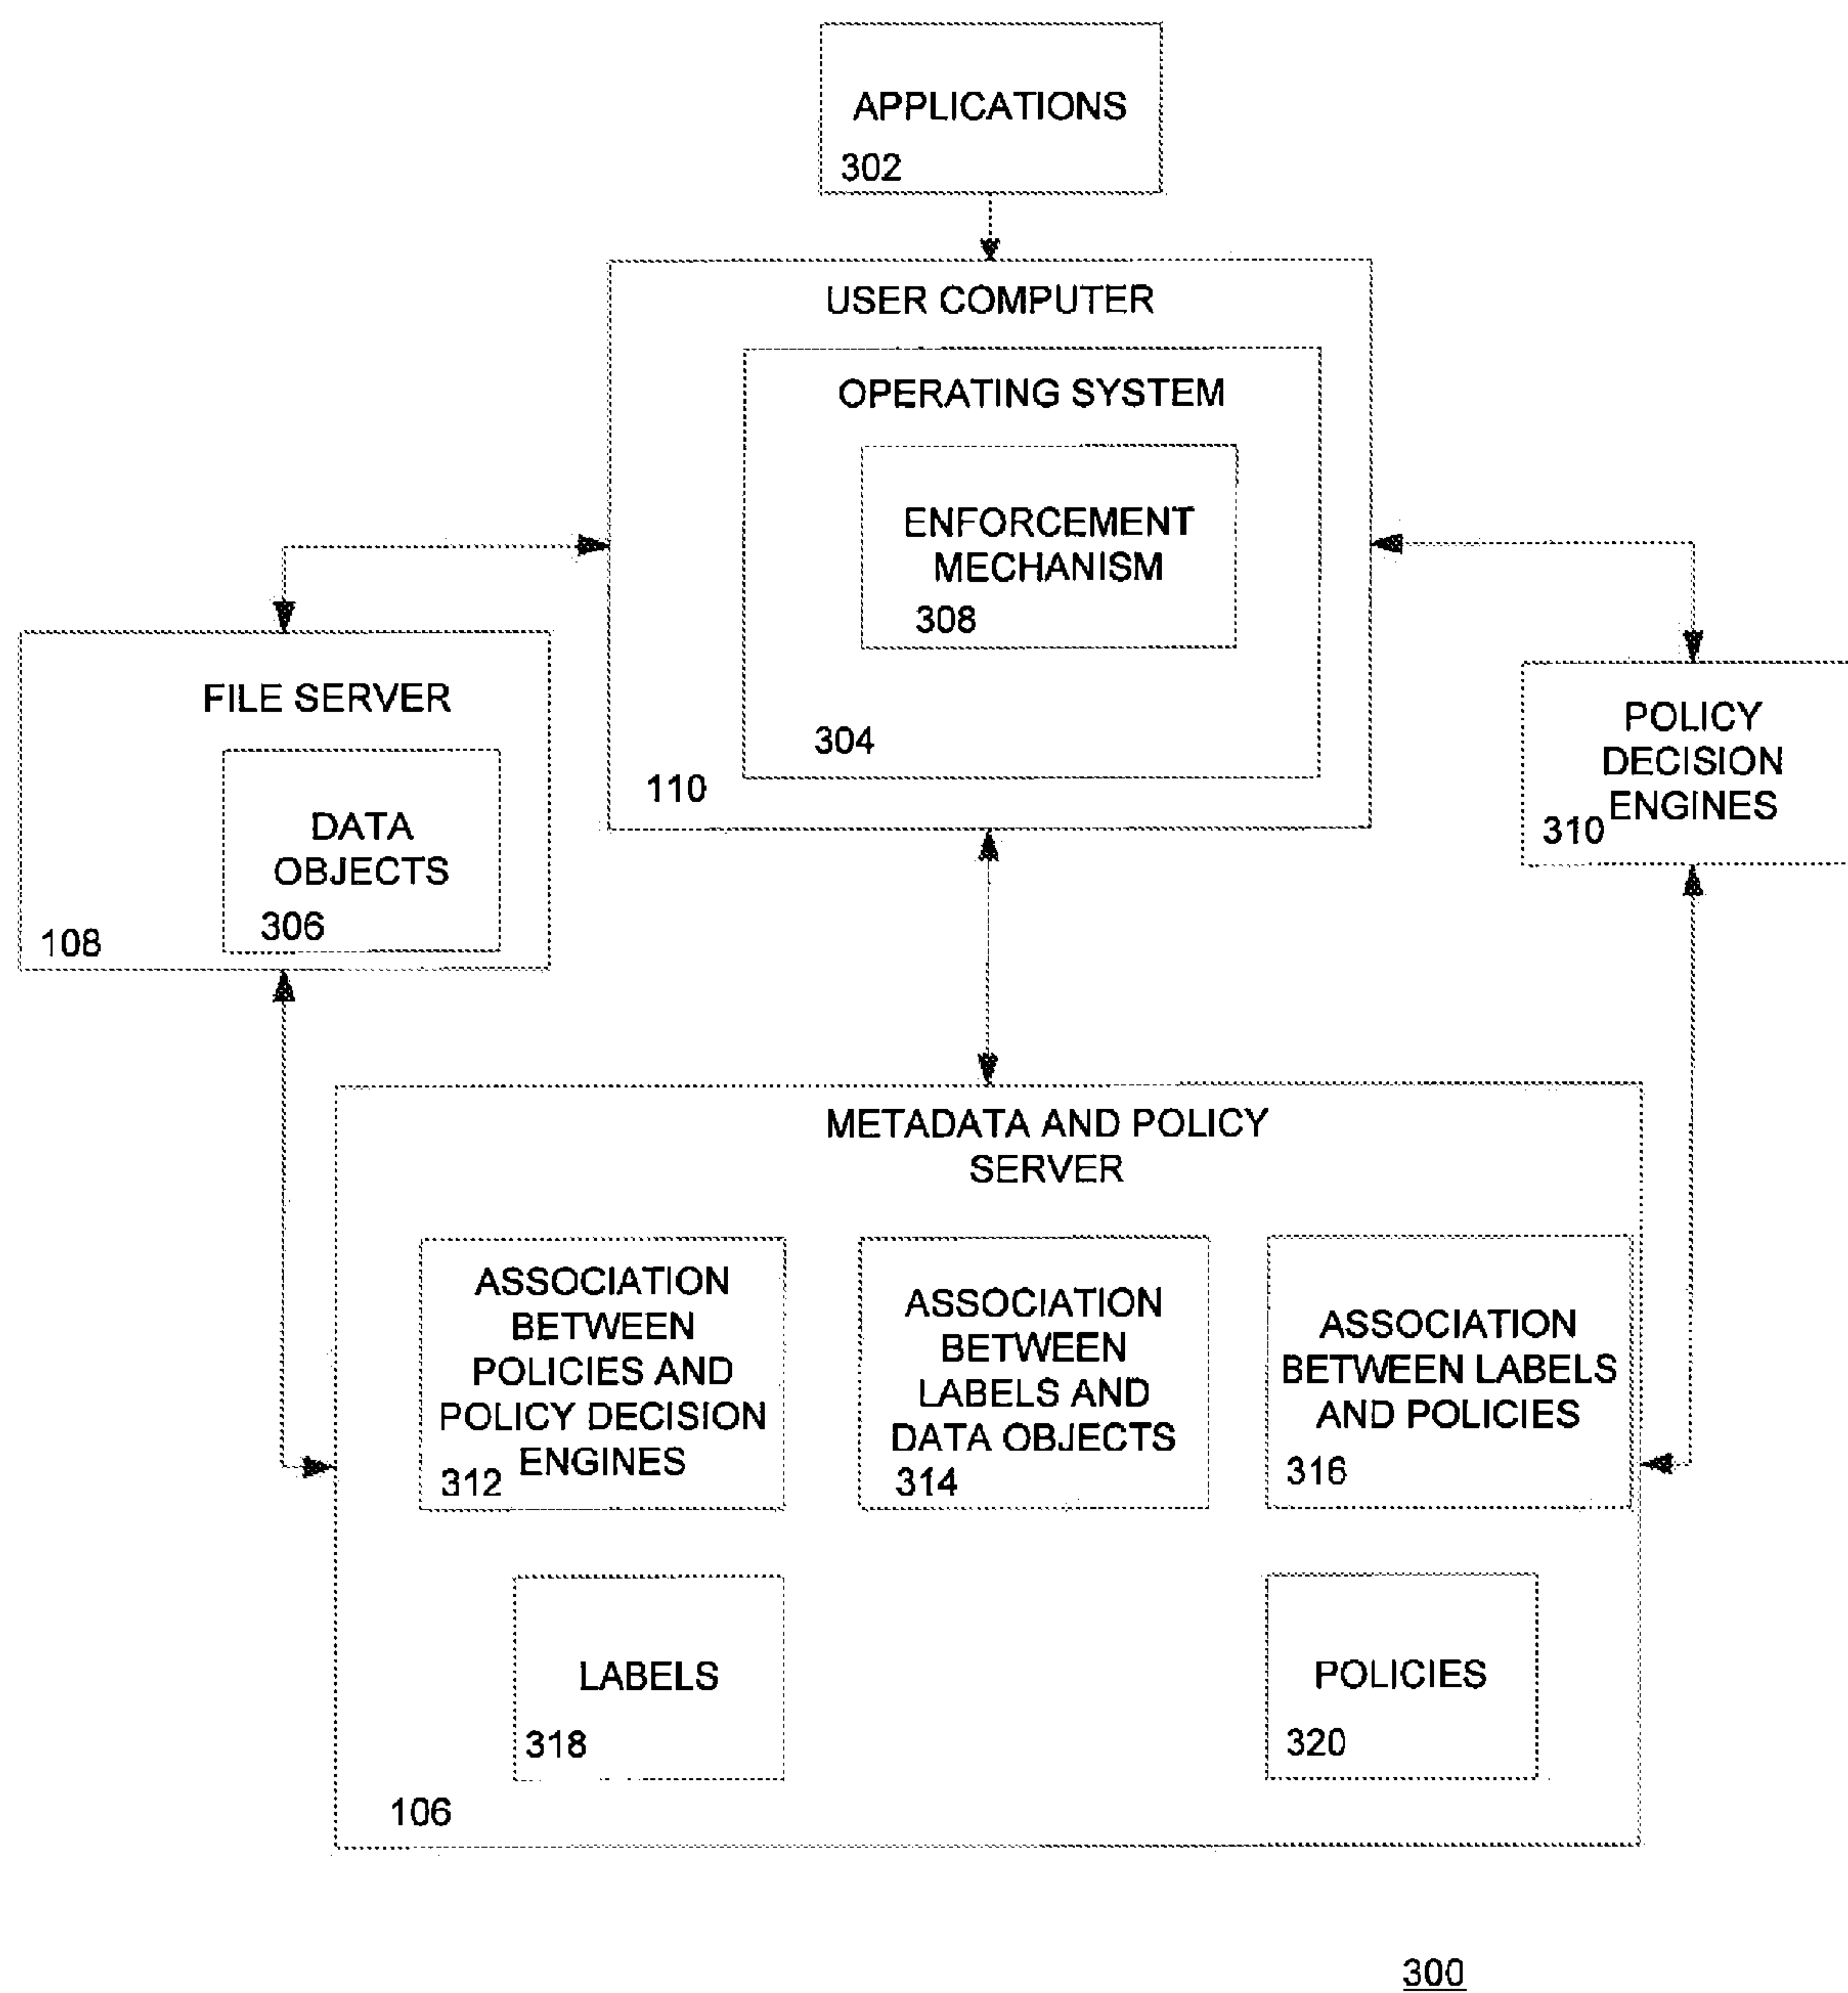 APPLICATIONS
302
USER COMPUTER
OPERATING SYSTEM
ENFORCEMENT
MECHANISM
308
304
110
FILE SERVER
DATA
OBJECTS
306
108
POLICY
DECISION
ENGINES
310
METADATA AND POLICY
SERVER
ASSOCIATION
BETWEEN
POLICIES AND
POLICY DECISION
ENGINES
312
ASSOCIATION
BETWEEN
LABELS AND
DATA OBJECTS
314
ASSOCIATION
BETWEEN LABELS
AND POLICIES
316
LABELS
318
POLICIES
320
106
300